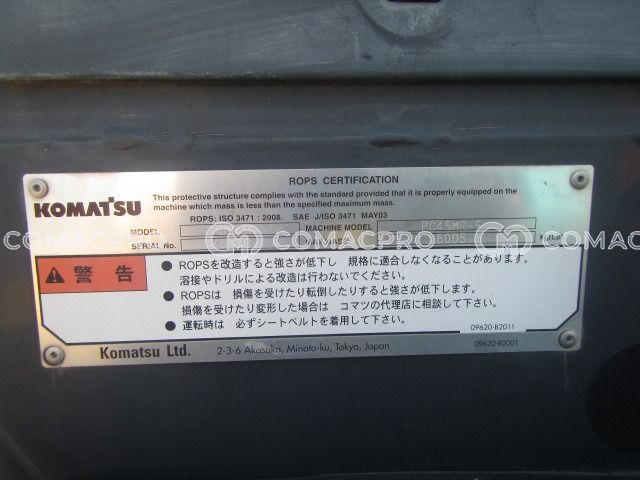 ROPS CERTIFICATION
This protective structure complies with the standard provided that it is properly equipped on the
machine which mass is less than the specified maximum mass.
KOMATSU
ROPS: ISO 3471 : 2008. SAE J/ISO 3471 MAY03
MODEL
MACHINE MODEL
PC45MR-
SERIAL No.
COMACPRO COMACPRO COMACPRO
警告
● ROPSを改造すると強さが低下し 規格に適合しなくなることがあります。
溶接やドリルによる改造は行わないでください。
● ROPSは 損傷を受けたり転倒したりすると強さが低下します。
損傷を受けたり変形した場合は コマツの代理店に相談して下さい。
● 運転時は 必ずシートベルトを着用して下さい。
09620-B2011
Komatsu Ltd.
2-3-6 Akasaka, Minato-ku, Tokyo, Japan
09620-B2001